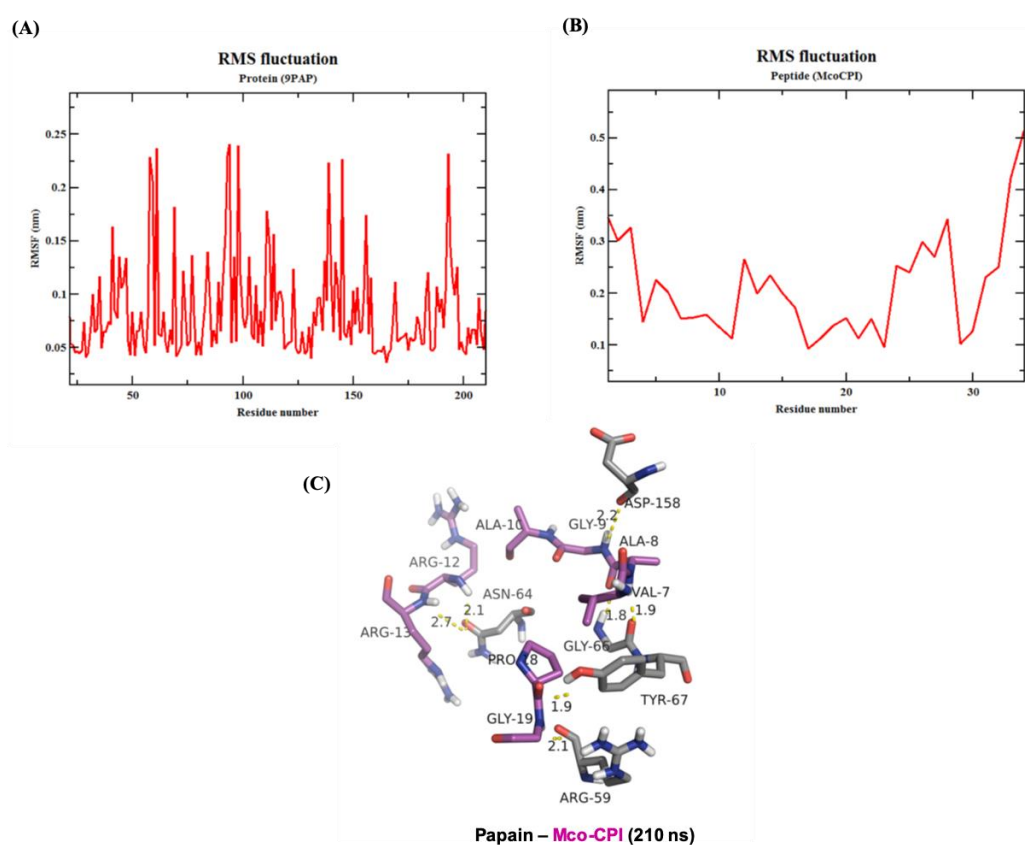 (A)
RMS fluctuation
Protein (9PAP)
RMSF (nm)
0.25
0.2
0.15
0.1
0.05
50
100
150
200
Residue number
(B)
RMS fluctuation
Peptide (McoCPI)
RMSF (nm)
0.5
0.4
0.3
0.2
0.1
10
20
30
Residue number
(C)
ASP-158
2.2
ALA-10
GLY-9
ALA-8
ARG-12
VAL-7
ASN-64
2.1
1.8
1.9
2.7
ARG-13
GLY-66
PRO-18
TYR-67
1.9
GLY-19
2.1
ARG-59
Papain – Mco-CPI (210 ns)